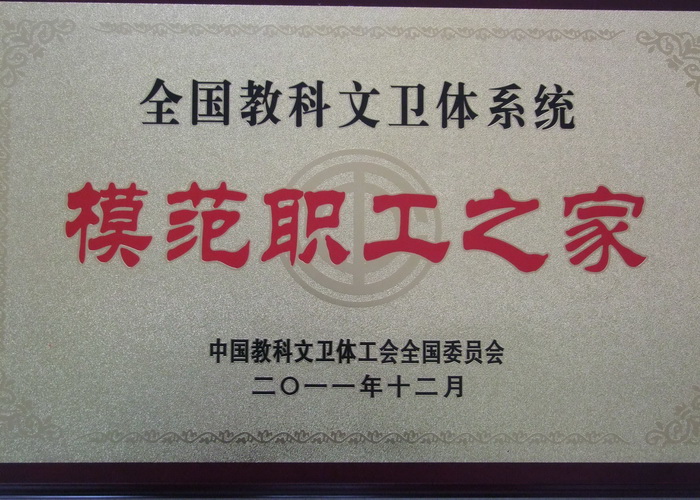 全国教科文卫体系统
模范职工之家
中国教科文卫体工会全国委员会
二〇一一年十二月